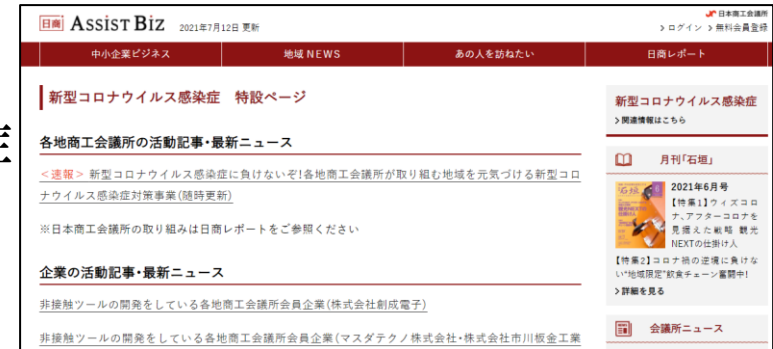 日商 ASSIST BIZ 2021年7月12日 更新
日本商工会議所
> ログイン > 無料会員登録
中小企業ビジネス 地域 NEWS あの人を訪ねたい 日商レポート
新型コロナウイルス感染症 特設ページ
各地商工会議所の活動記事・最新ニュース
<速報> 新型コロナウイルス感染症に負けないぞ!各地商工会議所が取り組む地域を元気づける新型コロ
ナウイルス感染症対策事業(随時更新)
※日本商工会議所の取り組みは日商レポートをご参照ください
企業の活動記事・最新ニュース
非接触ツールの開発をしている各地商工会議所会員企業(株式会社創成電子)
非接触ツールの開発をしている各地商工会議所会員企業(マスダテクノ株式会社・株式会社市川板金工業
新型コロナウイルス感染症
> 関連情報はこちら
月刊「石垣」
2021年6月号
【特集1】ウィズコロ
ナ、アフターコロナを
見据えた戦略 観光
NEXTの仕掛け人
【特集2】コロナ禍の逆境に負けな
い“地域限定”飲食チェーン奮闘中!
> 詳細を見る
会議所ニュース